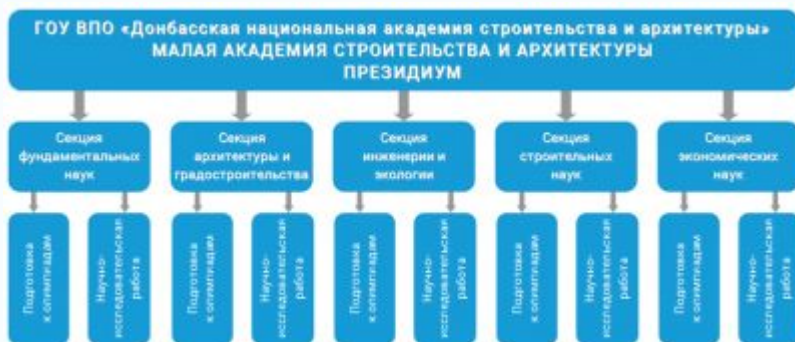 ГОУ ВПО «Донбасская национальная академия строительства и архитектуры»
МАЛАЯ АКАДЕМИЯ СТРОИТЕЛЬСТВА И АРХИТЕКТУРЫ
ПРЕЗИДИУМ
Секция
фундаментальных
наук
Секция
архитектуры и
градостроительства
Секция
инженерии и
экологии
Секция
строительных
наук
Секция
экономических
наук
Подготовка
к олимпиадам
Научно-
исследовательская
работа
Подготовка
к олимпиадам
Научно-
исследовательская
работа
Подготовка
к олимпиадам
Научно-
исследовательская
работа
Подготовка
к олимпиадам
Научно-
исследовательская
работа
Подготовка
к олимпиадам
Научно-
исследовательская
работа